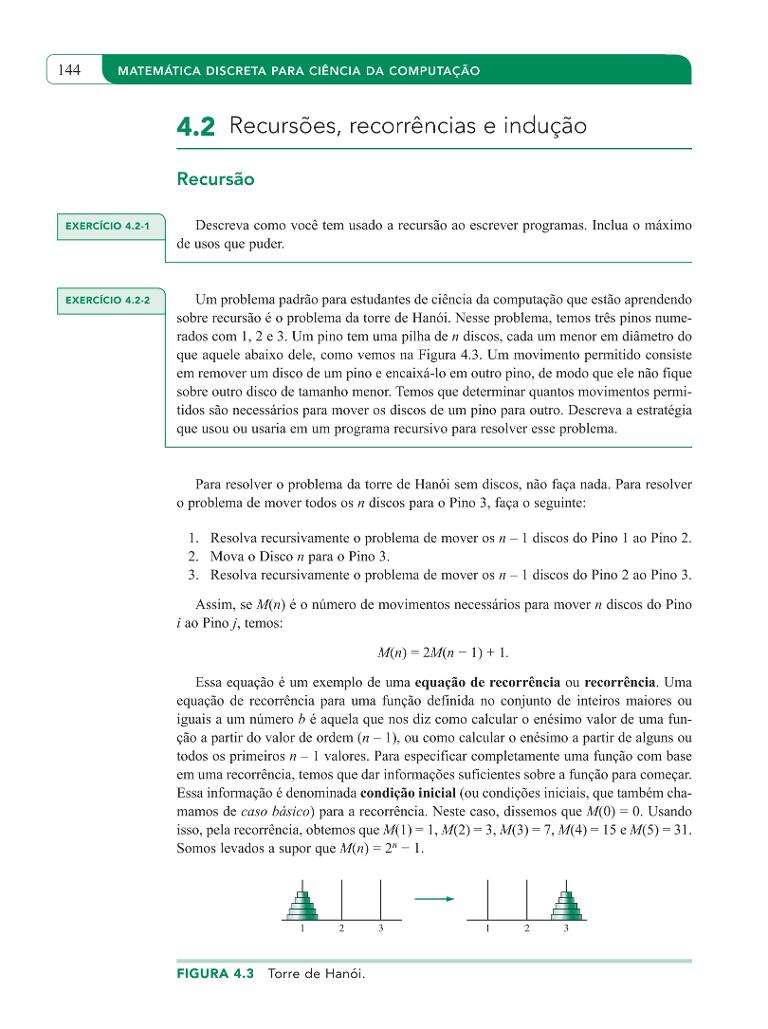 144 MATEMÁTICA DISCRETA PARA CIÊNCIA DA COMPUTAÇÃO
4.2 Recursões, recorrências e indução
Recursão
EXERCÍCIO 4.2-1
Descreva como você tem usado a recursão ao escrever programas. Inclua o máximo
de usos que puder.
EXERCÍCIO 4.2-2
Um problema padrão para estudantes de ciência da computação que estão aprendendo
sobre recursão é o problema da torre de Hanói. Nesse problema, temos três pinos nume-
rados com 1, 2 e 3. Um pino tem uma pilha de n discos, cada um menor em diâmetro do
que aquele abaixo dele, como vemos na Figura 4.3. Um movimento permitido consiste
em remover um disco de um pino e encaixá-lo em outro pino, de modo que ele não fique
sobre outro disco de tamanho menor. Temos que determinar quantos movimentos permi-
tidos são necessários para mover os discos de um pino para outro. Descreva a estratégia
que usou ou usaria em um programa recursivo para resolver esse problema.
Para resolver o problema da torre de Hanói sem discos, não faça nada. Para resolver
o problema de mover todos os n discos para o Pino 3, faça o seguinte:
1. Resolva recursivamente o problema de mover os n – 1 discos do Pino 1 ao Pino 2.
2. Mova o Disco n para o Pino 3.
3. Resolva recursivamente o problema de mover os n – 1 discos do Pino 2 ao Pino 3.
Assim, se M(n) é o número de movimentos necessários para mover n discos do Pino
i ao Pino j, temos:
M(n) = 2M(n − 1) + 1.
Essa equação é um exemplo de uma equação de recorrência ou recorrência. Uma
equação de recorrência para uma função definida no conjunto de inteiros maiores ou
iguais a um número b é aquela que nos diz como calcular o enésimo valor de uma fun-
ção a partir do valor de ordem (n – 1), ou como calcular o enésimo a partir de alguns ou
todos os primeiros n – 1 valores. Para especificar completamente uma função com base
em uma recorrência, temos que dar informações suficientes sobre a função para começar.
Essa informação é denominada condição inicial (ou condições iniciais, que também cha-
mamos de caso básico) para a recorrência. Neste caso, dissemos que M(0) = 0. Usando
isso, pela recorrência, obtemos que M(1) = 1, M(2) = 3, M(3) = 7, M(4) = 15 e M(5) = 31.
Somos levados a supor que M(n) = 2ⁿ − 1.
1 2 3 1 2 3
FIGURA 4.3 Torre de Hanói.